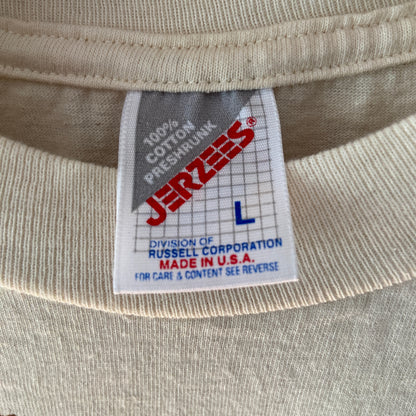 100%
COTTON
PRESHRUNK
JERZEES®
L
DIVISION OF
RUSSELL CORPORATION
MADE IN U.S.A.
FOR CARE & CONTENT SEE REVERSE